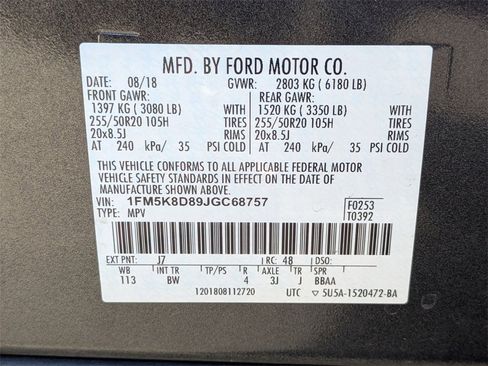 MFD. BY FORD MOTOR CO.
DATE: 08/18 GVWR: 2803 KG ( 6180 LB)
FRONT GAWR: REAR GAWR:
1397 KG ( 3080 LB) WITH 1520 KG ( 3350 LB) WITH
255/50R20 105H TIRES 255/50R20 105H TIRES
20x8.5J RIMS 20x8.5J RIMS
AT 240 kPa/ 35 PSI COLD AT 240 kPa/ 35 PSI COLD
THIS VEHICLE CONFORMS TO ALL APPLICABLE FEDERAL MOTOR
VEHICLE SAFETY STANDARDS IN EFFECT ON THE DATE OF
MANUFACTURE SHOWN ABOVE.
VIN: 1FM5K8D89JGC68757 F0253
TYPE: MPV T0392
EXT PNT: J7 RC: 48 DSO:
WB INT TR TP/PS R AXLE TR SPR
113 BW 4 3J J BBAA
1201808112720 UTC 5U5A-1520472-BA